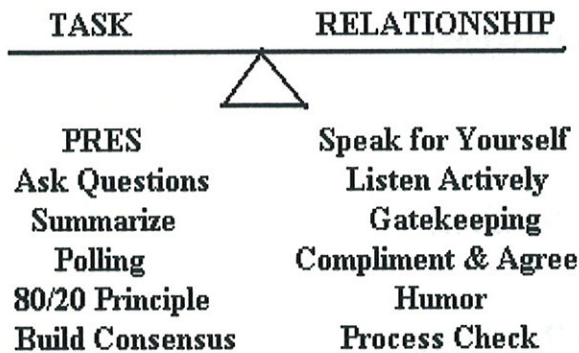 TASK RELATIONSHIP
PRES Speak for Yourself
Ask Questions Listen Actively
Summarize Gatekeeping
Polling Compliment & Agree
80/20 Principle Humor
Build Consensus Process Check